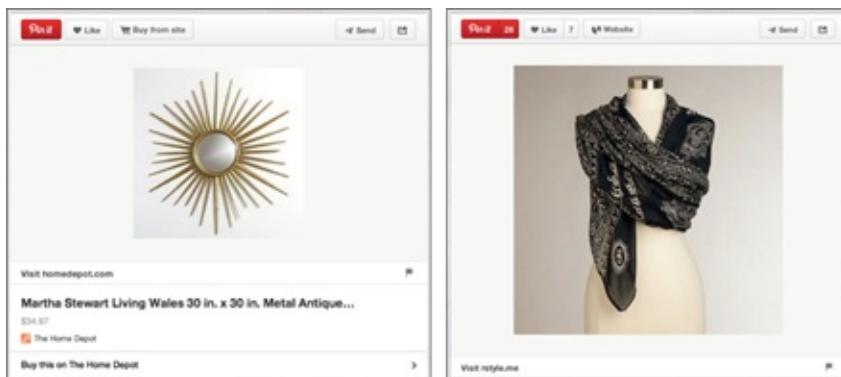 Pin it Like Buy from site Send
Visit homedepot.com
Martha Stewart Living Wales 30 in. x 30 in. Metal Antique...
$34.97
The Home Depot
Buy this on The Home Depot
Pin it 28 Like 7 Website Send
Visit rstyle.me